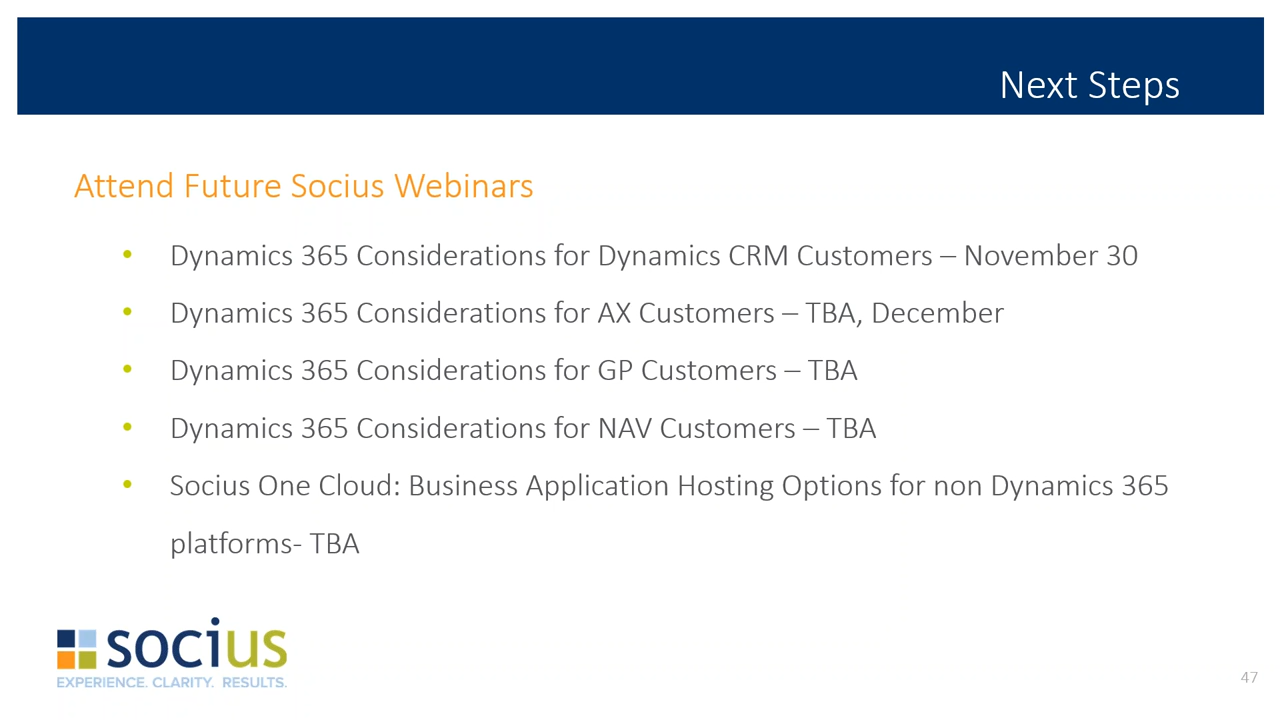 Next Steps
Attend Future Socius Webinars
• Dynamics 365 Considerations for Dynamics CRM Customers – November 30
• Dynamics 365 Considerations for AX Customers – TBA, December
• Dynamics 365 Considerations for GP Customers – TBA
• Dynamics 365 Considerations for NAV Customers – TBA
• Socius One Cloud: Business Application Hosting Options for non Dynamics 365
platforms- TBA
socius
EXPERIENCE. CLARITY. RESULTS.
47